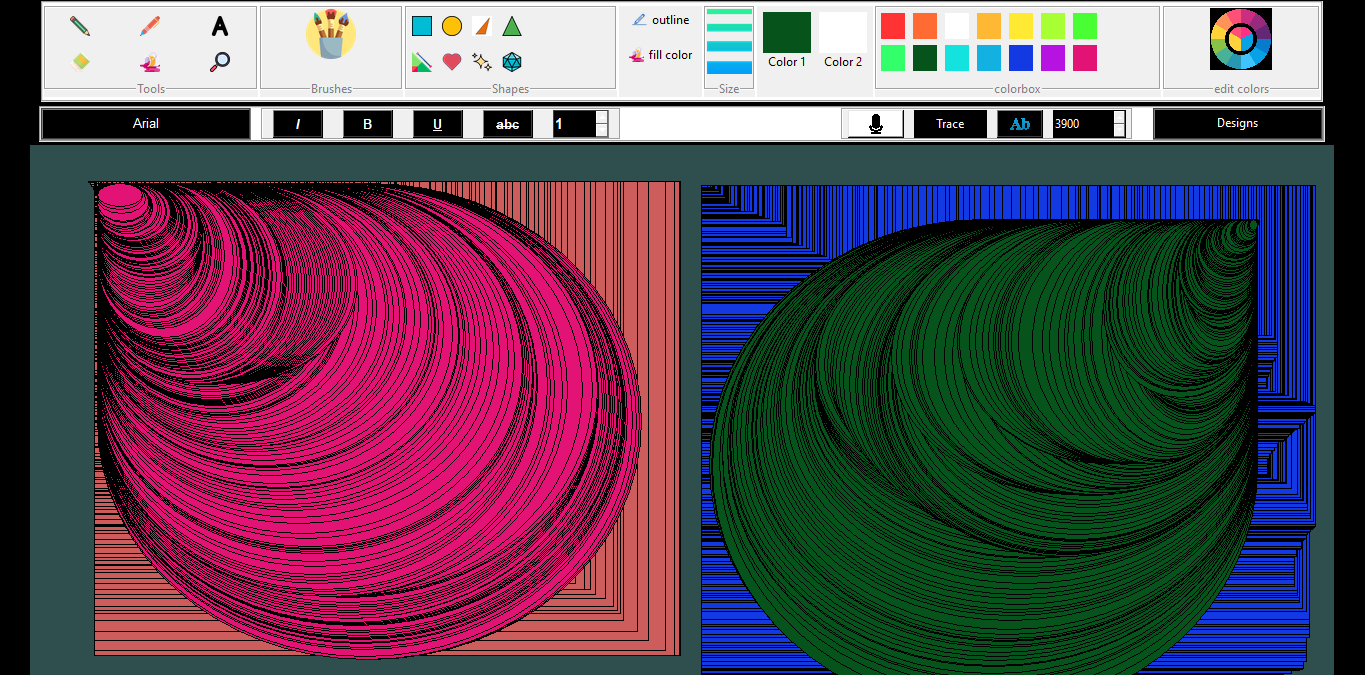 A
outline
fill color
Color 1
Color 2
Tools
Brushes
Shapes
Size
colorbox
edit colors
Arial
I
B
U
abc
1
Trace
Ab
3900
Designs